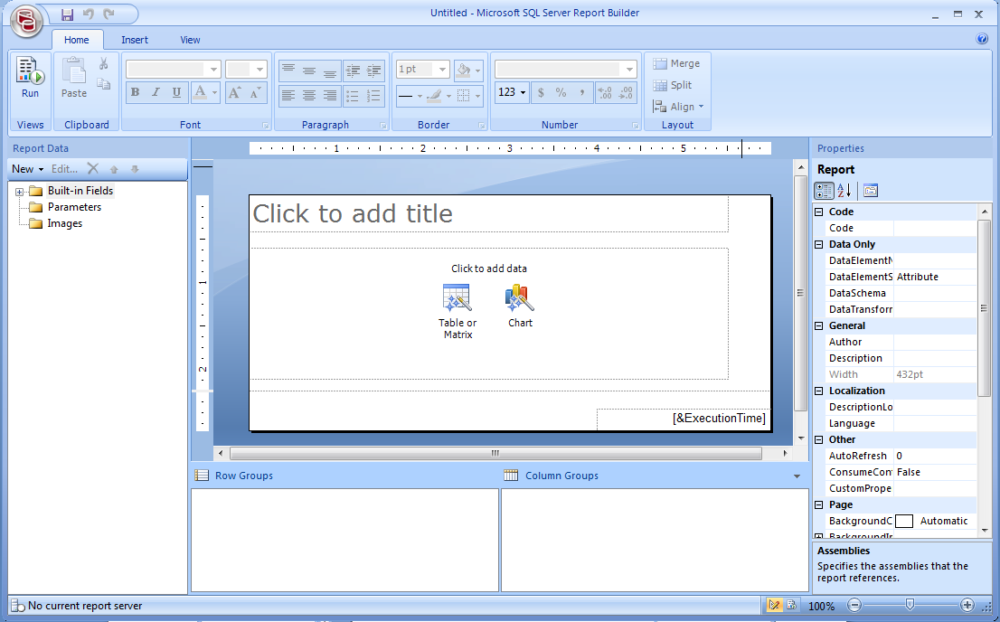 Untitled - Microsoft SQL Server Report Builder
Home Insert View
Run
Paste
1 pt
B I U A A A
123 $ % ,
Merge
Split
Align
Views Clipboard Font Paragraph Border Number Layout
Report Data
New Edit...
Built-in Fields
Parameters
Images
1 2 3 4 5
1
2
Click to add title
Click to add data
Table or
Matrix
Chart
[&ExecutionTime]
Row Groups
Column Groups
Properties
Report
Code
Code
Data Only
DataElementN
DataElementS Attribute
DataSchema
DataTransforr
General
Author
Description
Width 432pt
Localization
DescriptionLo
Language
Other
AutoRefresh 0
ConsumeCon False
CustomPrope
Page
BackgroundC Automatic
BackgroundIr
Assemblies
Specifies the assemblies that the
report references.
No current report server
100%